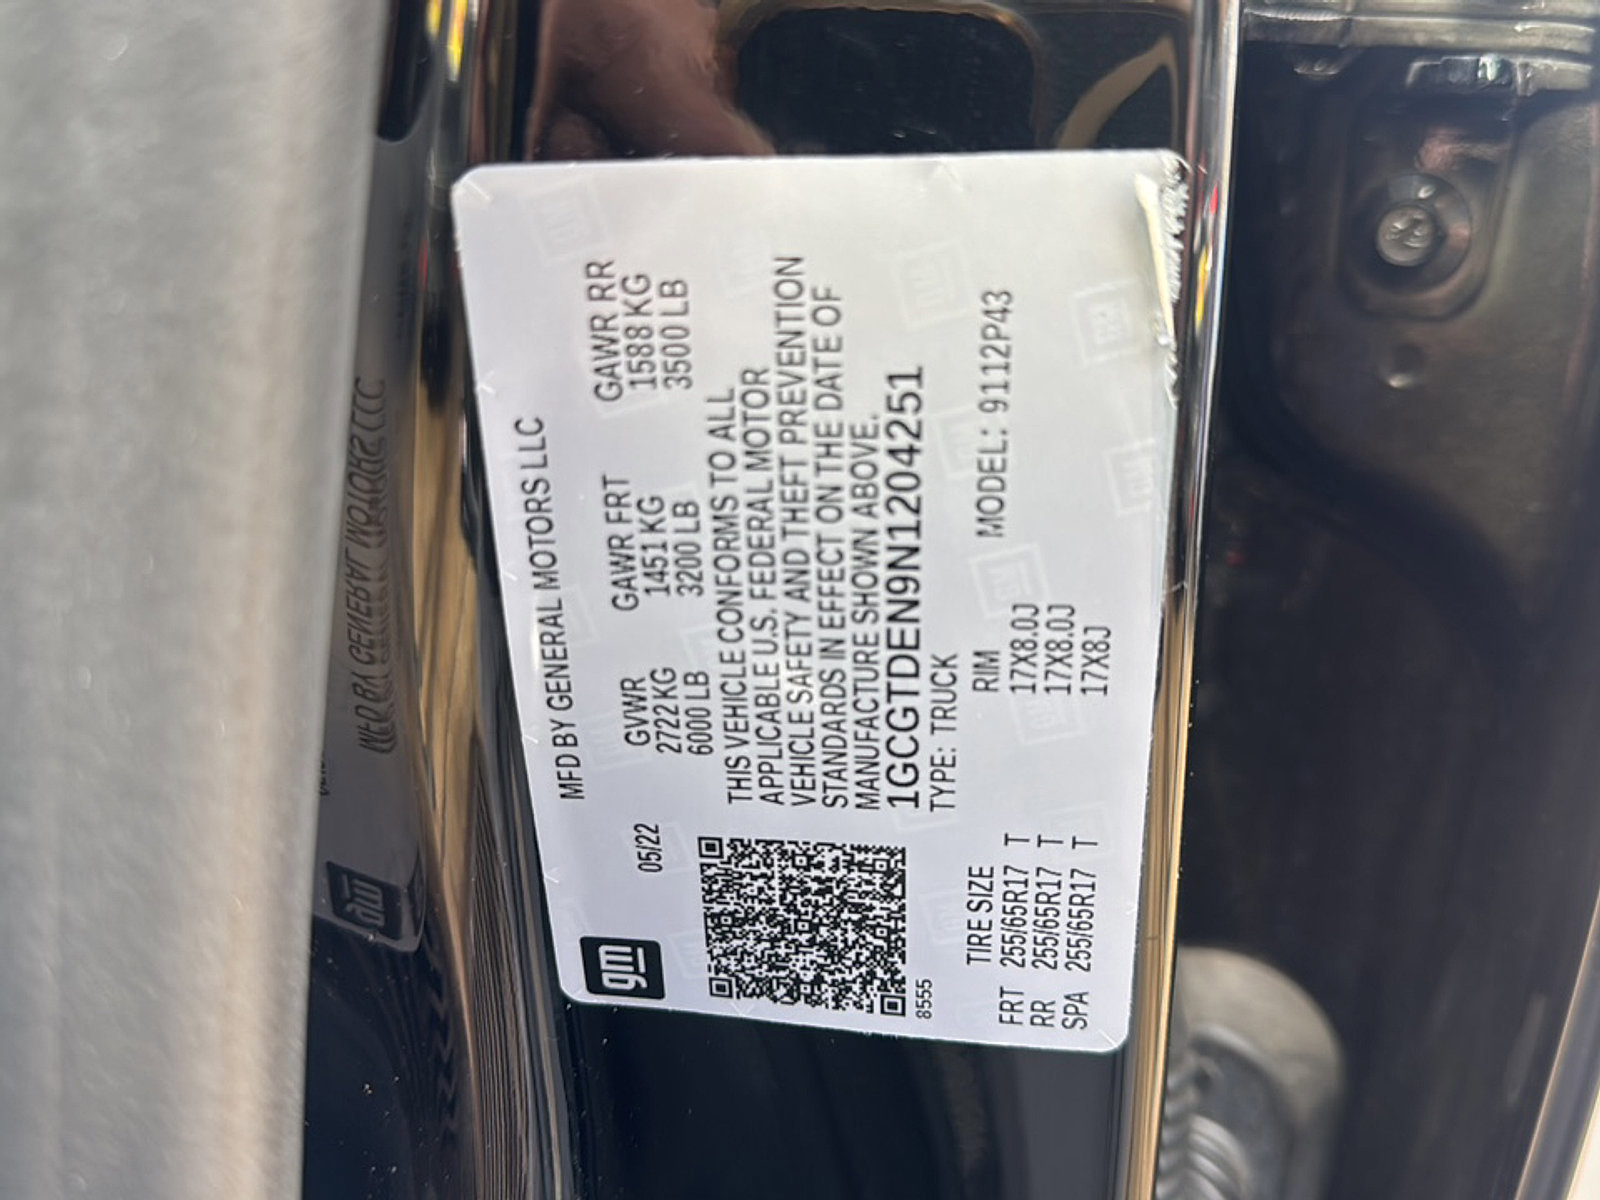 gm
MFD BY GENERAL MOTORS LLC
05/22
GVWR GAWR FRT GAWR RR
2722 KG 1451 KG 1588 KG
6000 LB 3200 LB 3500 LB
THIS VEHICLE CONFORMS TO ALL
APPLICABLE U.S. FEDERAL MOTOR
VEHICLE SAFETY AND THEFT PREVENTION
STANDARDS IN EFFECT ON THE DATE OF
MANUFACTURE SHOWN ABOVE.
1GCGTDEN9N1204251
8555
TYPE: TRUCK
MODEL: 9112P43
TIRE SIZE RIM
FRT 255/65R17 T 17X8.0J
RR 255/65R17 T 17X8.0J
SPA 255/65R17 T 17X8J